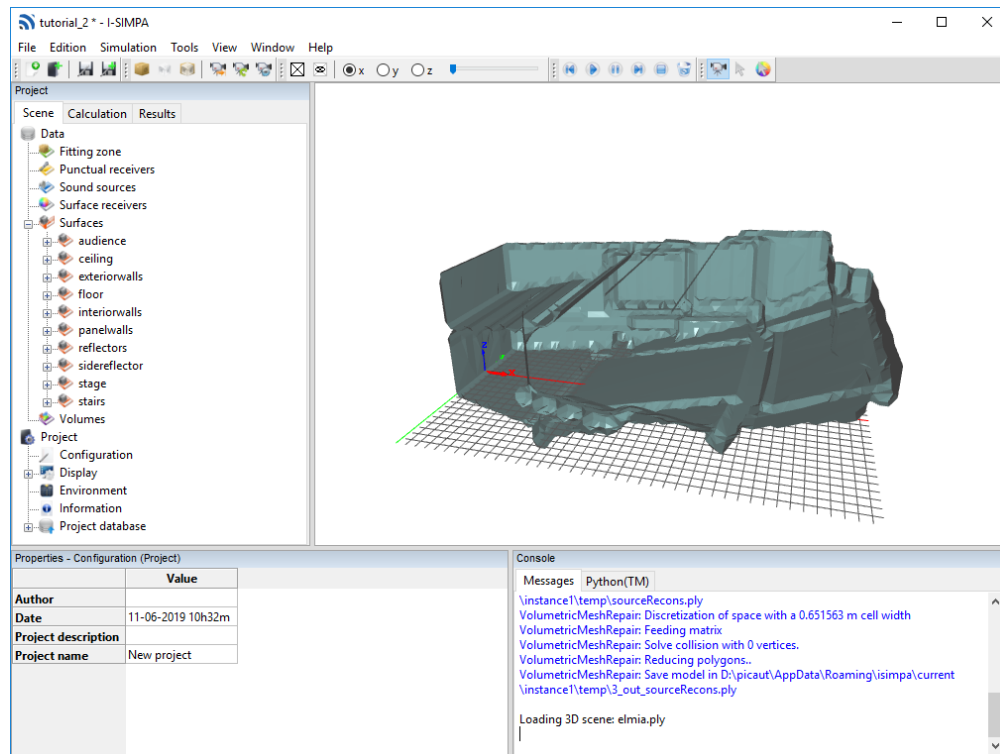 tutorial_2 * - I-SIMPA
File Edition Simulation Tools View Window Help
x y z
Project
Scene Calculation Results
Data
Fitting zone
Punctual receivers
Sound sources
Surface receivers
Surfaces
audience
ceiling
exteriorwalls
floor
interiorwalls
panelwalls
reflectors
sidereflector
stage
stairs
Volumes
Project
Configuration
Display
Environment
Information
Project database
z
Properties - Configuration (Project)
Value
Author
Date 11-06-2019 10h32m
Project description
Project name New project
Console
Messages Python(TM)
\instance1\temp\sourceRecons.ply
VolumetricMeshRepair: Discretization of space with a 0.651563 m cell width
VolumetricMeshRepair: Feeding matrix
VolumetricMeshRepair: Solve collision with 0 vertices.
VolumetricMeshRepair: Reducing polygons..
VolumetricMeshRepair: Save model in D:\picaut\AppData\Roaming\isimpa\current
\instance1\temp\3_out_sourceRecons.ply
Loading 3D scene: elmia.ply